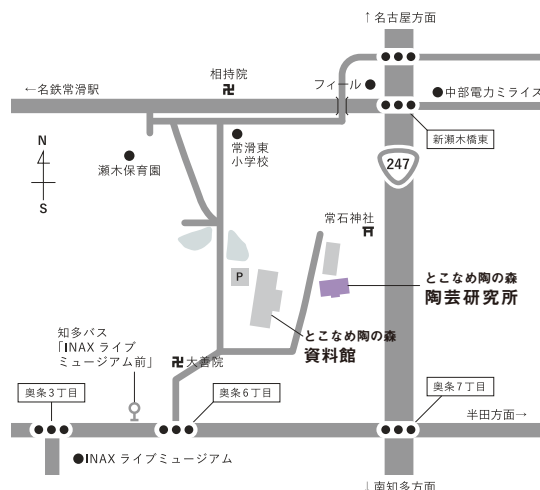 ↑名古屋方面
相持院
フィール
←名鉄常滑駅
中部電力ミライズ
新瀬木橋東
N
S
常滑東
小学校
瀬木保育園
247
常石神社
P
とこなめ陶の森
陶芸研究所
とこなめ陶の森
資料館
知多バス
「INAX ライブ
ミュージアム前」
大善院
奥条3丁目
奥条6丁目
奥条7丁目
半田方面→
INAX ライブミュージアム
↓南知多方面